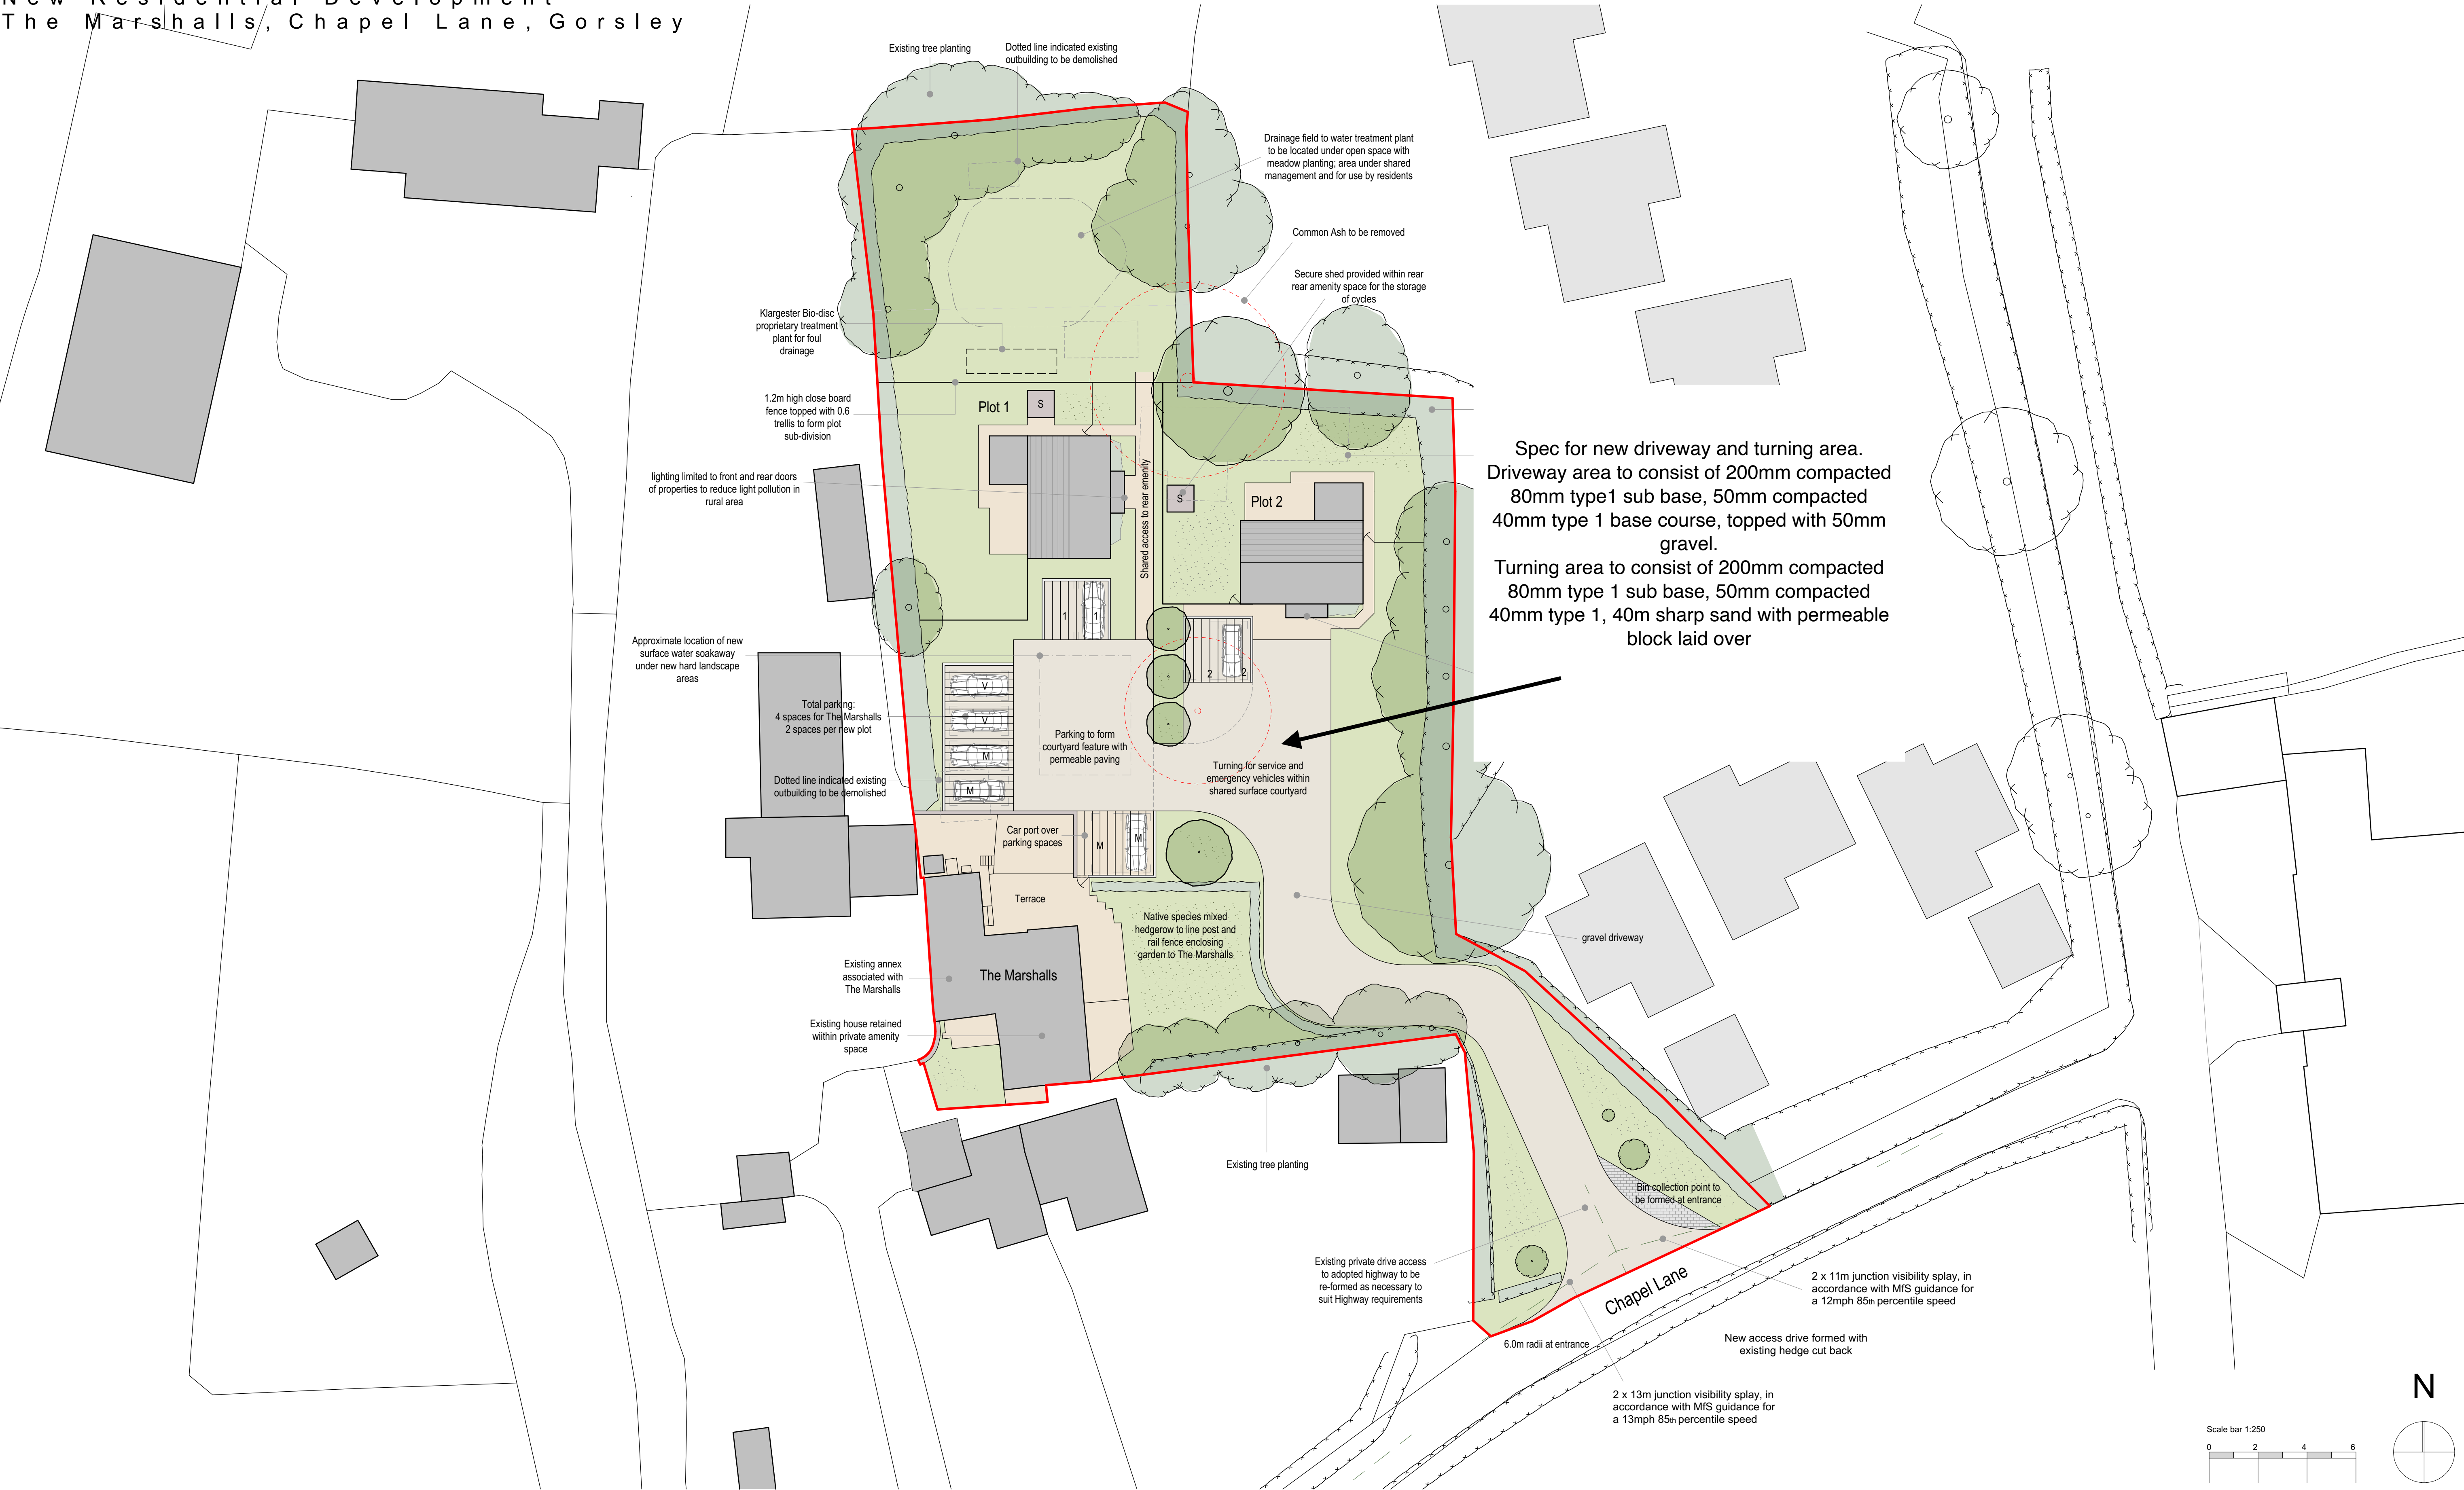 New Residential Development
The Marshalls, Chapel Lane, Gorsley
Existing tree planting
Dotted line indicated existing
outbuilding to be demolished
Drainage field to water treatment plant
to be located under open space with
meadow planting; area under shared
management and for use by residents
Common Ash to be removed
Secure shed provided within rear
rear amenity space for the storage
of cycles
Klargester Bio-disc
proprietary treatment
plant for foul
drainage
1.2m high close board
fence topped with 0.6
trellis to form plot
sub-division
Plot 1
S
lighting limited to front and rear doors
of properties to reduce light pollution in
rural area
Shared access to rear emenity
S
Plot 2
Spec for new driveway and turning area.
Driveway area to consist of 200mm compacted
80mm type1 sub base, 50mm compacted
40mm type 1 base course, topped with 50mm
gravel.
Turning area to consist of 200mm compacted
80mm type 1 sub base, 50mm compacted
40mm type 1, 40m sharp sand with permeable
block laid over
1
1
2
2
Approximate location of new
surface water soakaway
under new hard landscape
areas
Total parking:
4 spaces for The Marshalls
2 spaces per new plot
V
V
M
M
Parking to form
courtyard feature with
permeable paving
Turning for service and
emergency vehicles within
shared surface courtyard
Dotted line indicated existing
outbuilding to be demolished
Car port over
parking spaces
M
M
Terrace
Native species mixed
hedgerow to line post and
rail fence enclosing
garden to The Marshalls
gravel driveway
Existing annex
associated with
The Marshalls
The Marshalls
Existing house retained
wiithin private amenity
space
Existing tree planting
Bin collection point to
be formed at entrance
Existing private drive access
to adopted highway to be
re-formed as necessary to
suit Highway requirements
Chapel Lane
2 x 11m junction visibility splay, in
accordance with MfS guidance for
a 12mph 85th percentile speed
6.0m radii at entrance
New access drive formed with
existing hedge cut back
2 x 13m junction visibility splay, in
accordance with MfS guidance for
a 13mph 85th percentile speed
N
Scale bar 1:250
0 2 4 6